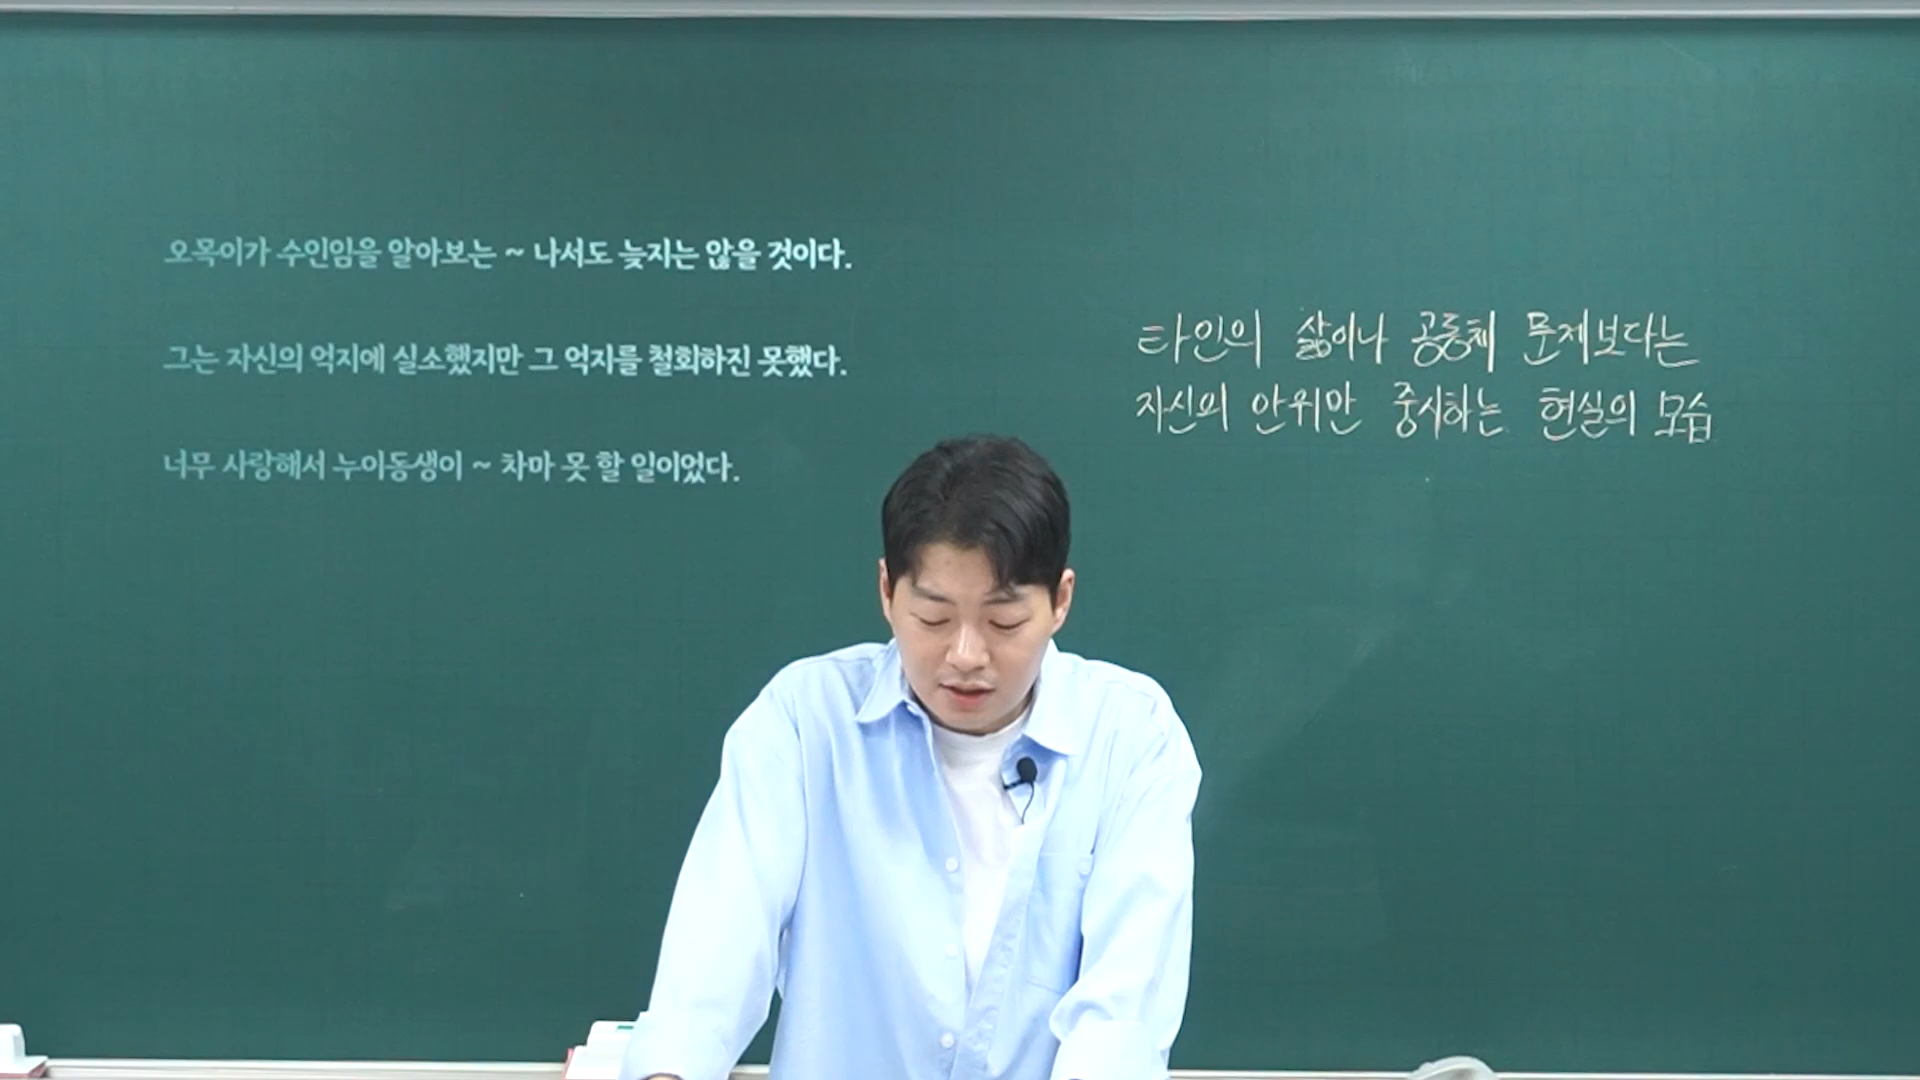 오목이가 수인임을 알아보는 ~ 나서도 늦지는 않을 것이다.
그는 자신의 억지에 실소했지만 그 억지를 철회하진 못했다.
너무 사랑해서 누이동생이 ~ 차마 못 할 일이었다.
타인의 삶이나 공동체 문제보다는
자신의 안위만 중시하는 현실의 모습